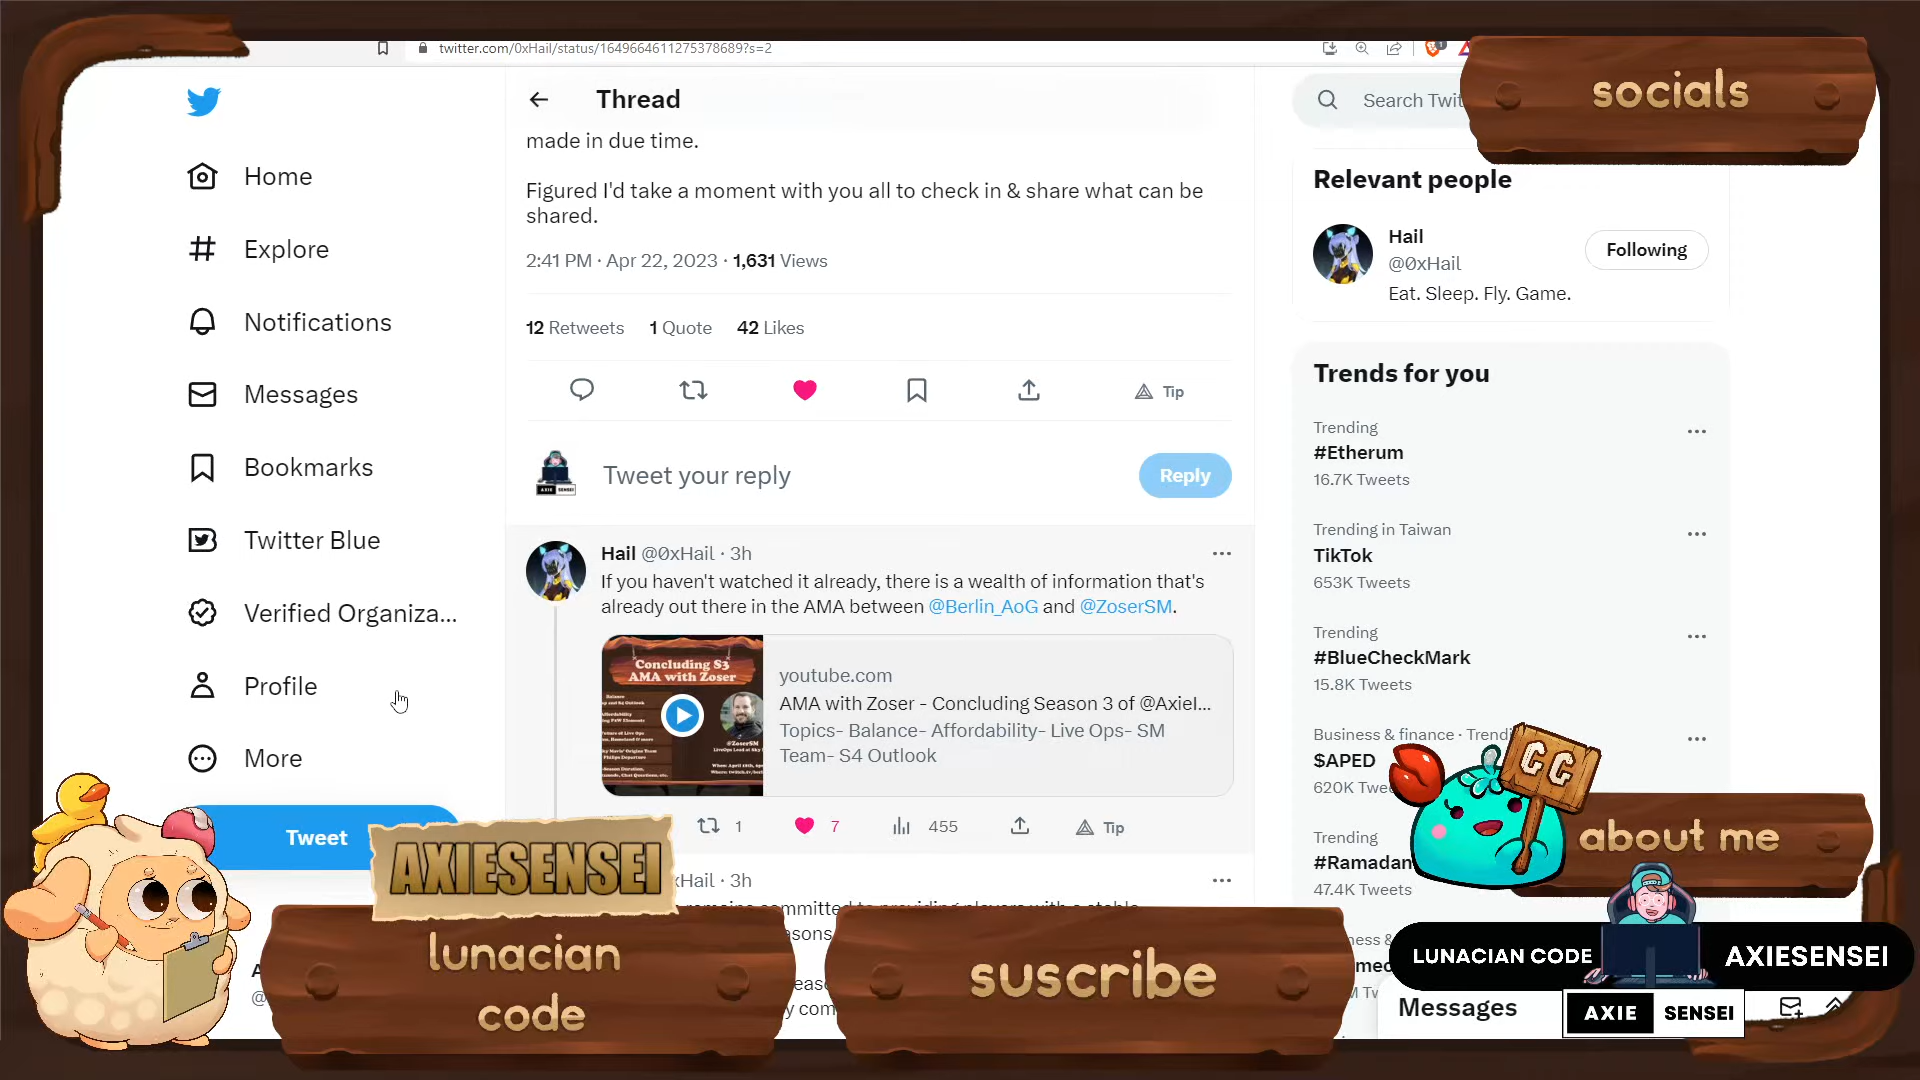 twitter.com/0xHail/status/1649664611275378689?s=2
socials
Home
Explore
Notifications
Messages
Bookmarks
Twitter Blue
Verified Organiza...
Profile
More
Tweet
Thread
made in due time.
Figured I'd take a moment with you all to check in & share what can be
shared.
2:41 PM · Apr 22, 2023 · 1,631 Views
12 Retweets 1 Quote 42 Likes
Tip
Tweet your reply
Reply
Hail @0xHail · 3h
If you haven't watched it already, there is a wealth of information that's
already out there in the AMA between @Berlin_AoG and @ZoserSM.
Concluding S3
AMA with Zoser
youtube.com
AMA with Zoser - Concluding Season 3 of @AxieI...
Topics- Balance- Affordability- Live Ops- SM
Team- S4 Outlook
1 7 455 Tip
Hail · 3h
Search Twit
Relevant people
Hail
@0xHail
Following
Eat. Sleep. Fly. Game.
Trends for you
Trending
#Etherum
16.7K Tweets
Trending in Taiwan
TikTok
653K Tweets
Trending
#BlueCheckMark
15.8K Tweets
Business & finance · Trendi
$APED
620K Twee
Trending
#Ramadan
47.4K Tweets
CC
about me
LUNACIAN CODE AXIESENSEI
AXIE SENSEI
Messages
AXIESENSEI
lunacian
code
suscribe